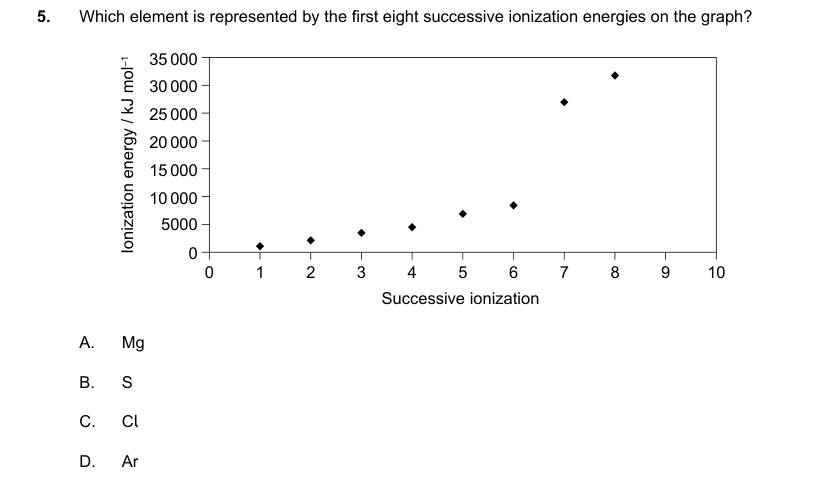 5. Which element is represented by the first eight successive ionization energies on the graph?
Ionization energy / kJ mol⁻¹
35 000
30 000
25 000
20 000
15 000
10 000
5000
0
0 1 2 3 4 5 6 7 8 9 10
Successive ionization
A. Mg
B. S
C. Cl
D. Ar